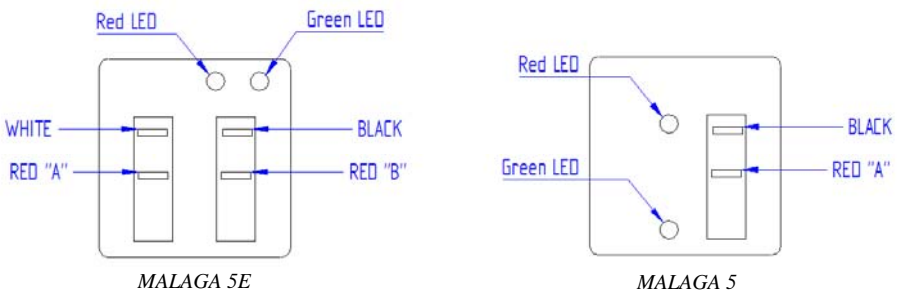 Red LED
Green LED
WHITE
BLACK
RED "A"
RED "B"
MALAGA 5E
Red LED
BLACK
Green LED
RED "A"
MALAGA 5